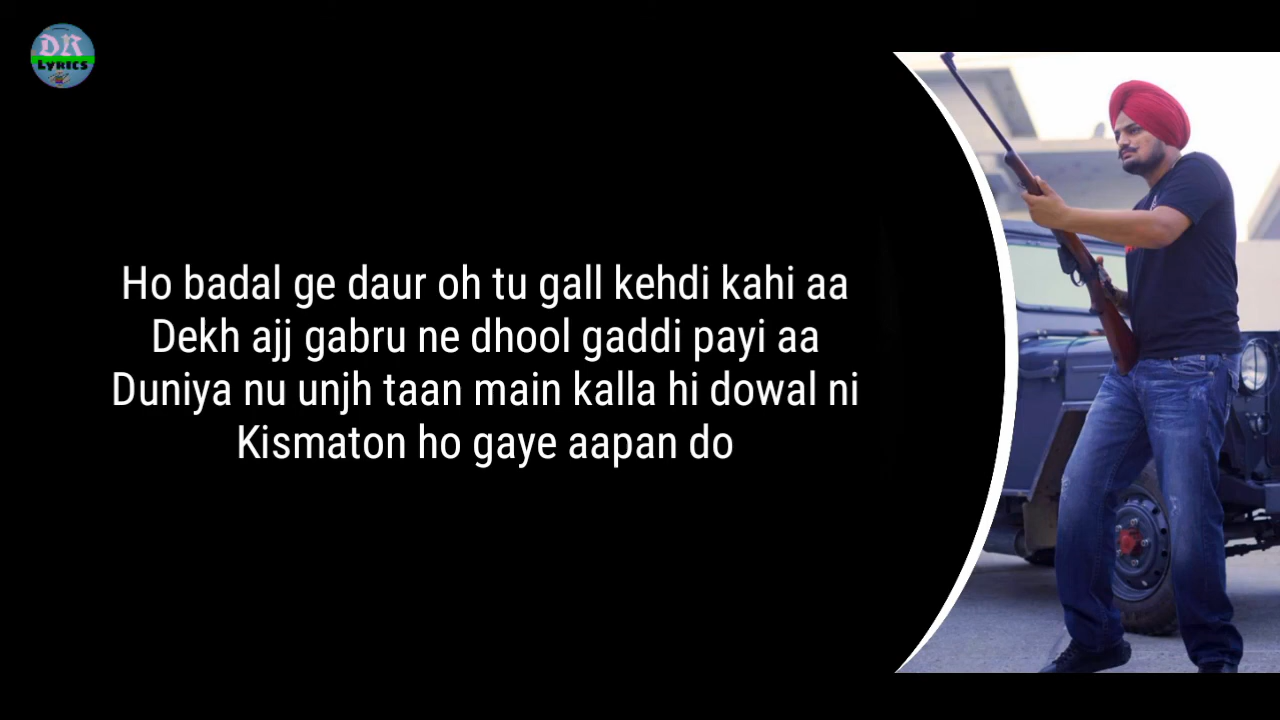 DR
LYRICS
Ho badal ge daur oh tu gall kehdi kahi aa
Dekh ajj gabru ne dhool gaddi payi aa
Duniya nu unjh taan main kalla hi dowal ni
Kismaton ho gaye aapan do